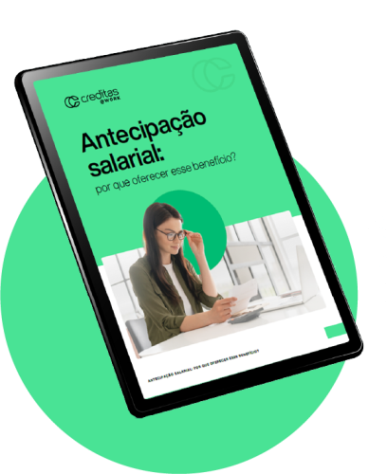 creditas
@WORK
Antecipação
salarial:
por que oferecer esse benefício?
ANTECIPAÇÃO SALARIAL: POR QUE OFERECER ESSE BENEFÍCIO?